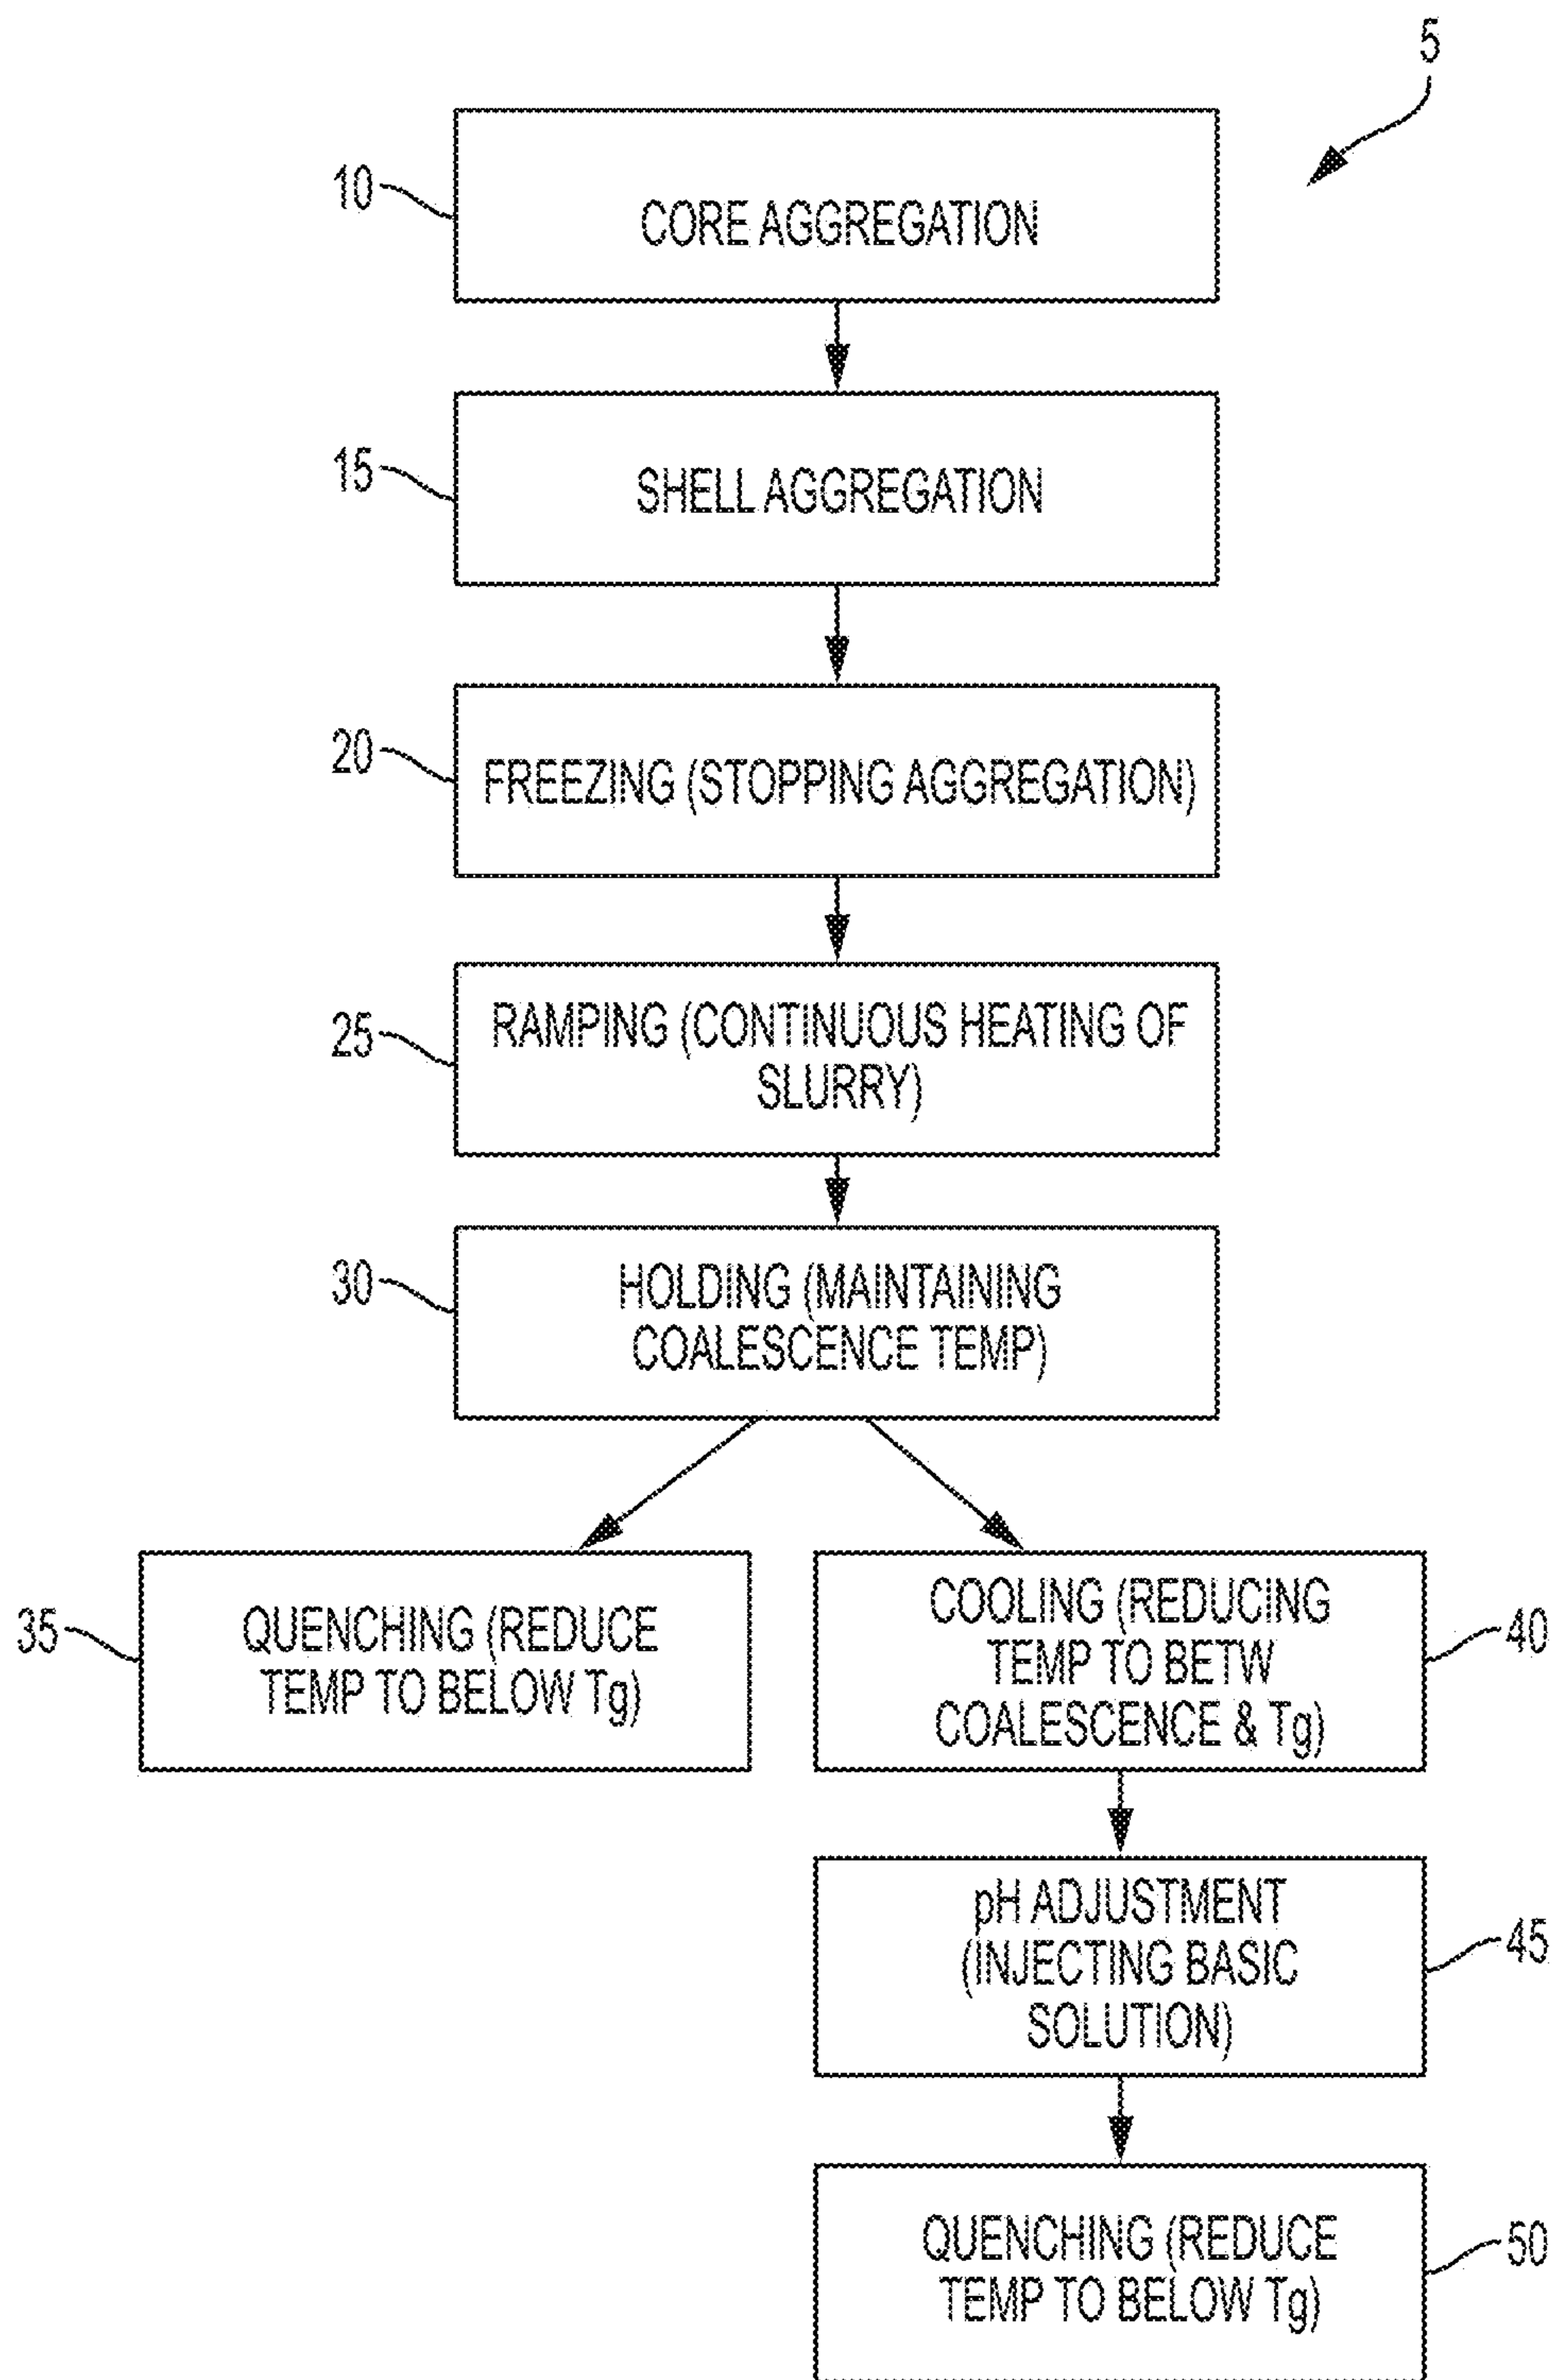 5
10
CORE AGGREGATION
15
SHELL AGGREGATION
20
FREEZING (STOPPING AGGREGATION)
25
RAMPING (CONTINUOUS HEATING OF
SLURRY)
30
HOLDING (MAINTAINING
COALESCENCE TEMP)
35
QUENCHING (REDUCE
TEMP TO BELOW Tg)
COOLING (REDUCING
TEMP TO BETW
COALESCENCE & Tg)
40
pH ADJUSTMENT
(INJECTING BASIC
SOLUTION)
45
QUENCHING (REDUCE
TEMP TO BELOW Tg)
50